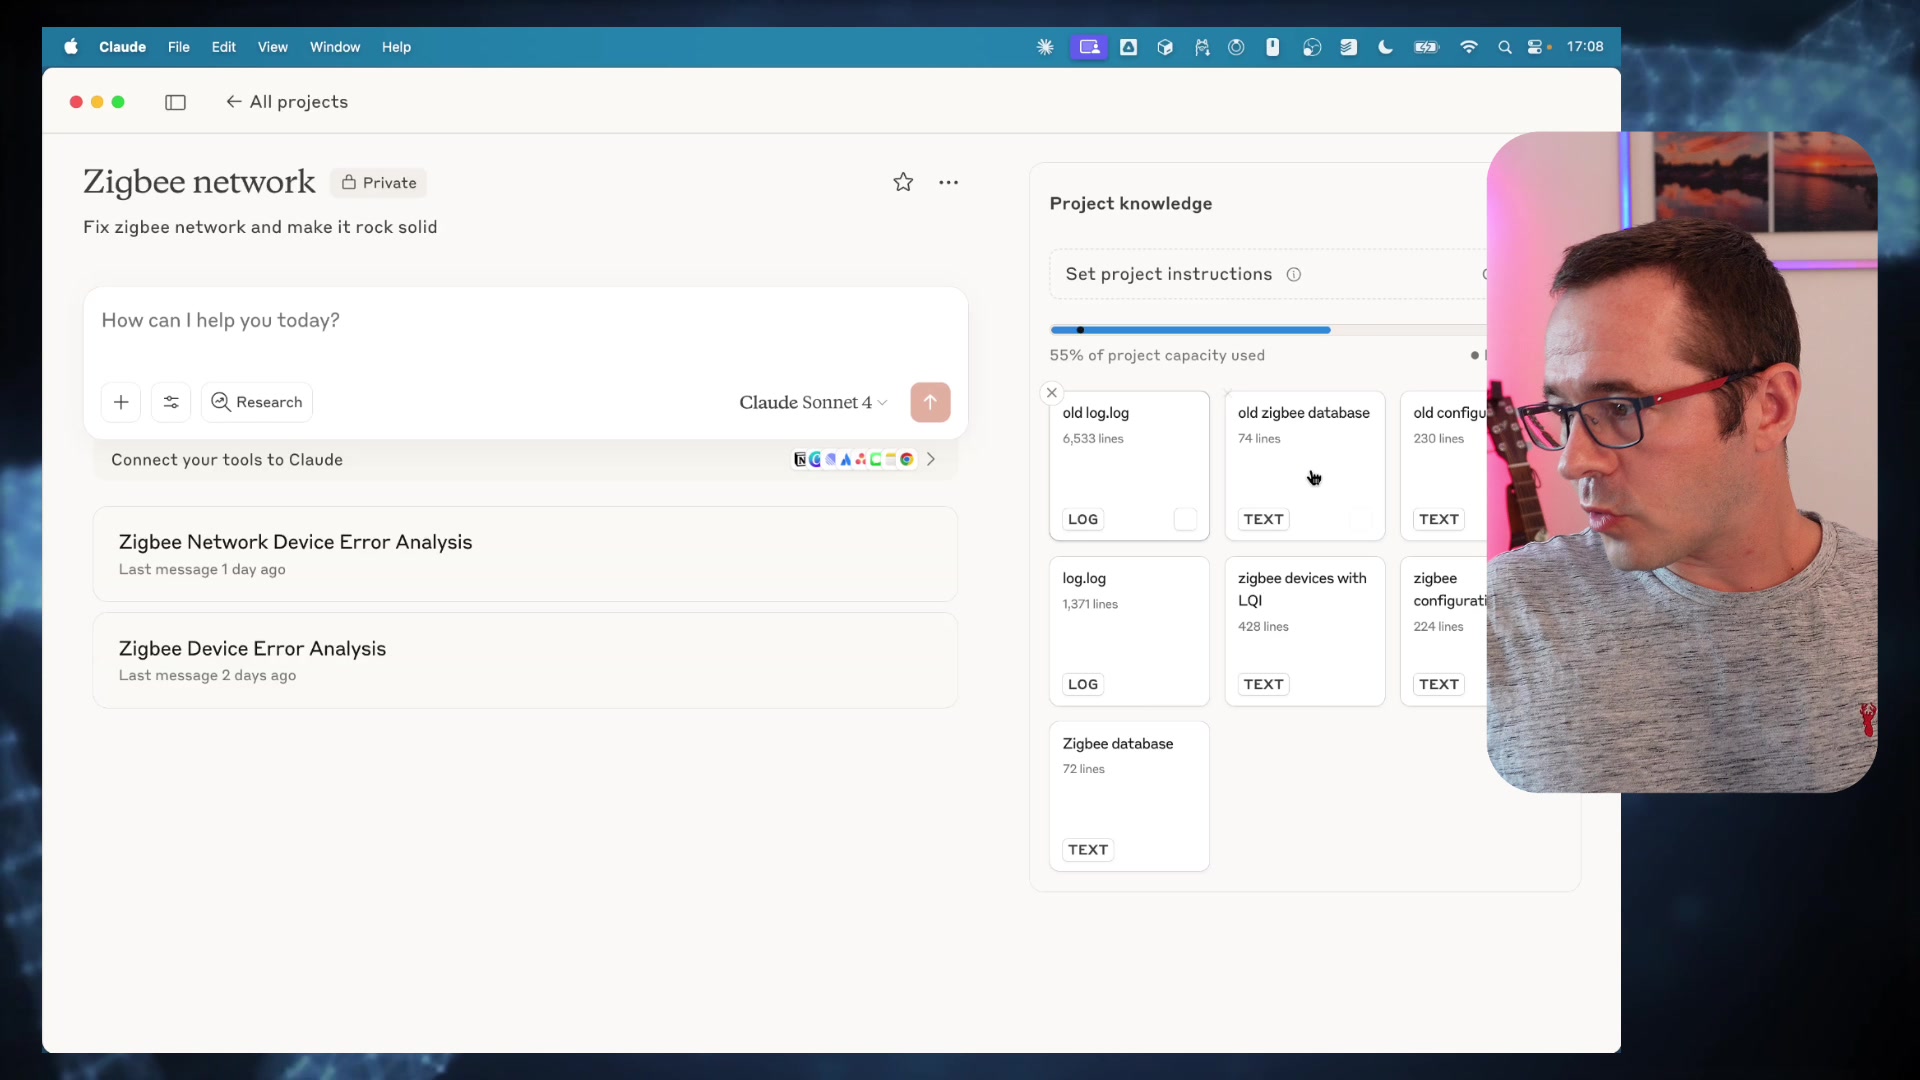 Claude File Edit View Window Help 17:08
All projects
Zigbee network Private
Fix zigbee network and make it rock solid
How can I help you today?
Research Claude Sonnet 4
Connect your tools to Claude
Zigbee Network Device Error Analysis
Last message 1 day ago
Zigbee Device Error Analysis
Last message 2 days ago
Project knowledge
Set project instructions
55% of project capacity used
old log.log
6,533 lines
LOG
old zigbee database
74 lines
TEXT
old configu
230 lines
TEXT
log.log
1,371 lines
LOG
zigbee devices with
LQI
428 lines
TEXT
zigbee
configurati
224 lines
TEXT
Zigbee database
72 lines
TEXT